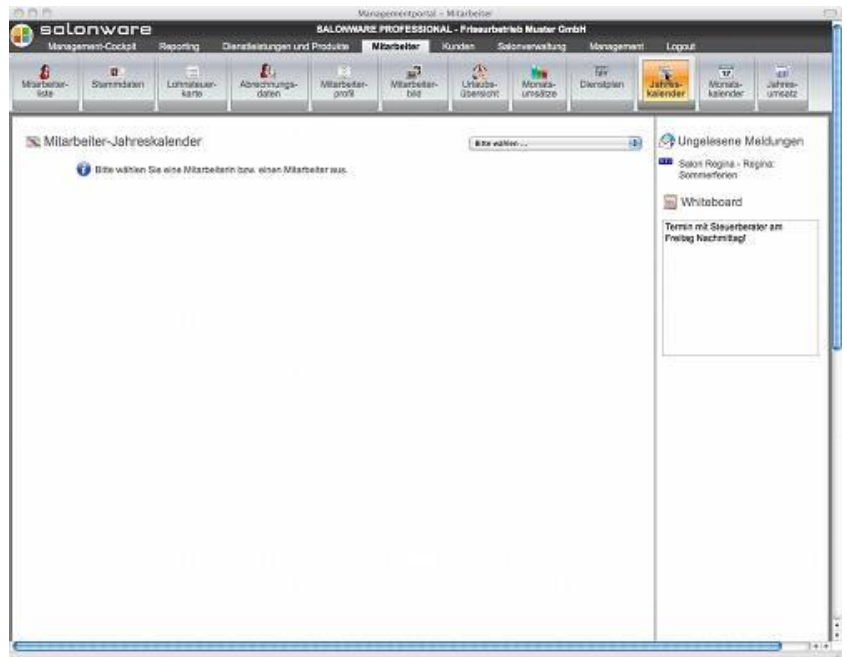 Managementportal – Mitarbeiter
salonware
SALONWARE PROFESSIONAL - Friseurbetrieb Muster GmbH
Management-Cockpit Reporting Dienstleistungen und Produkte Mitarbeiter Kunden Salonverwaltung Management Logout
Mitarbeiter- Stammdaten Lohnsteuer- Abrechnungs- Mitarbeiter- Mitarbeiter- Urlaubs- Monats- Dienstplan Jahres- Monats- Jahres-
liste karte daten profil bild übersicht umsätze kalender kalender umsatz
Mitarbeiter-Jahreskalender
Bitte wählen ...
Bitte wählen Sie eine Mitarbeiterin bzw. einen Mitarbeiter aus.
Ungelesene Meldungen
Salon Regina - Regina:
Sommerferien
Whiteboard
Termin mit Steuerberater am
Freitag Nachmittag!